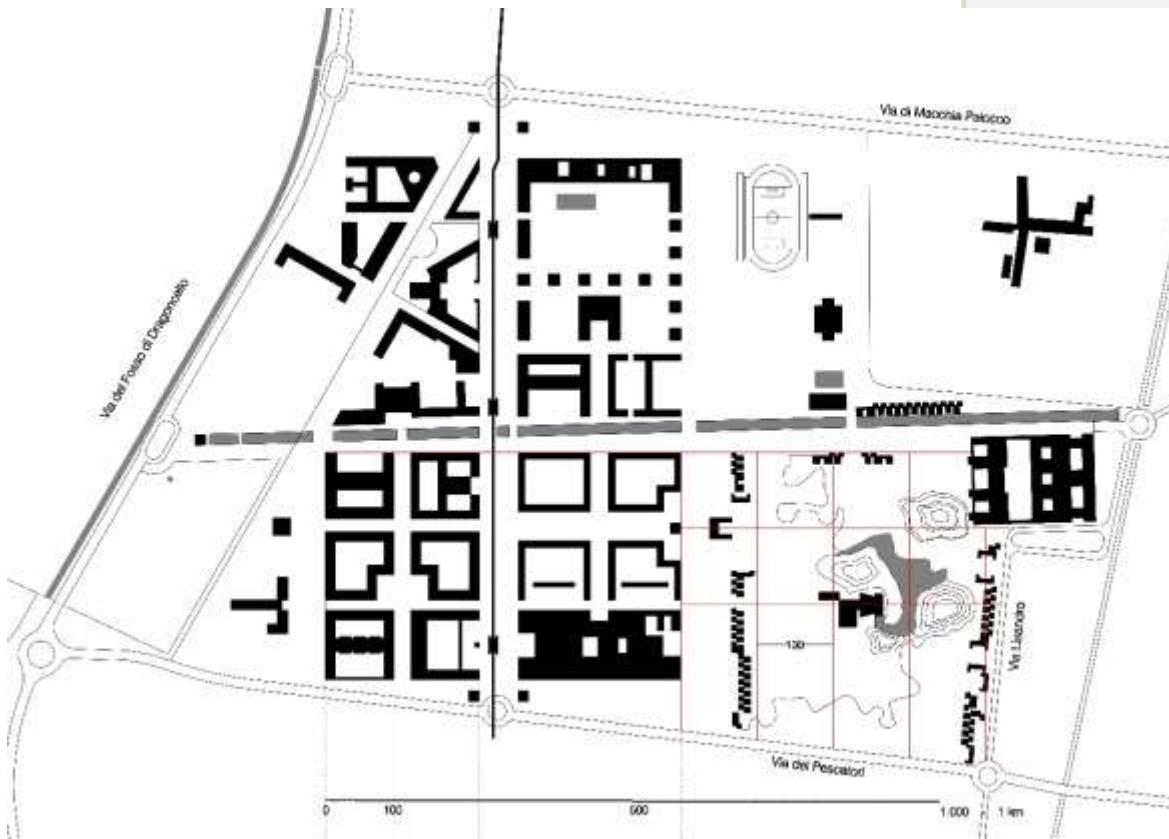 Via di Macchia Palocco
Via del Fosso di Dragoncello
Via Lisandro
130
Via dei Pescatori
0 100 500 1.000 1 km